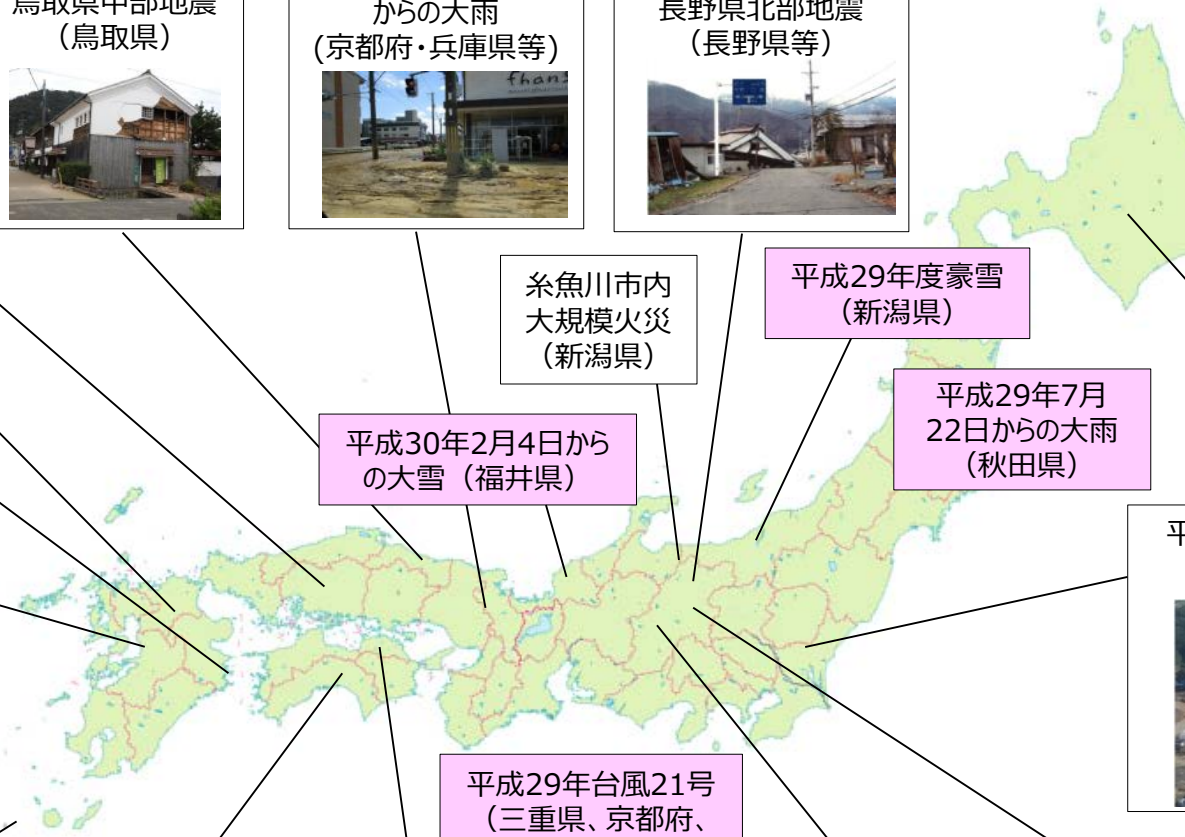 鳥取県中部地震
（鳥取県）
からの大雨
(京都府・兵庫県等)
fhans
長野県北部地震
（長野県等）
糸魚川市内
大規模火災
（新潟県）
平成29年度豪雪
（新潟県）
平成29年7月
22日からの大雨
（秋田県）
平成30年2月4日から
の大雪（福井県）
平
平成29年台風21号
（三重県、京都府、